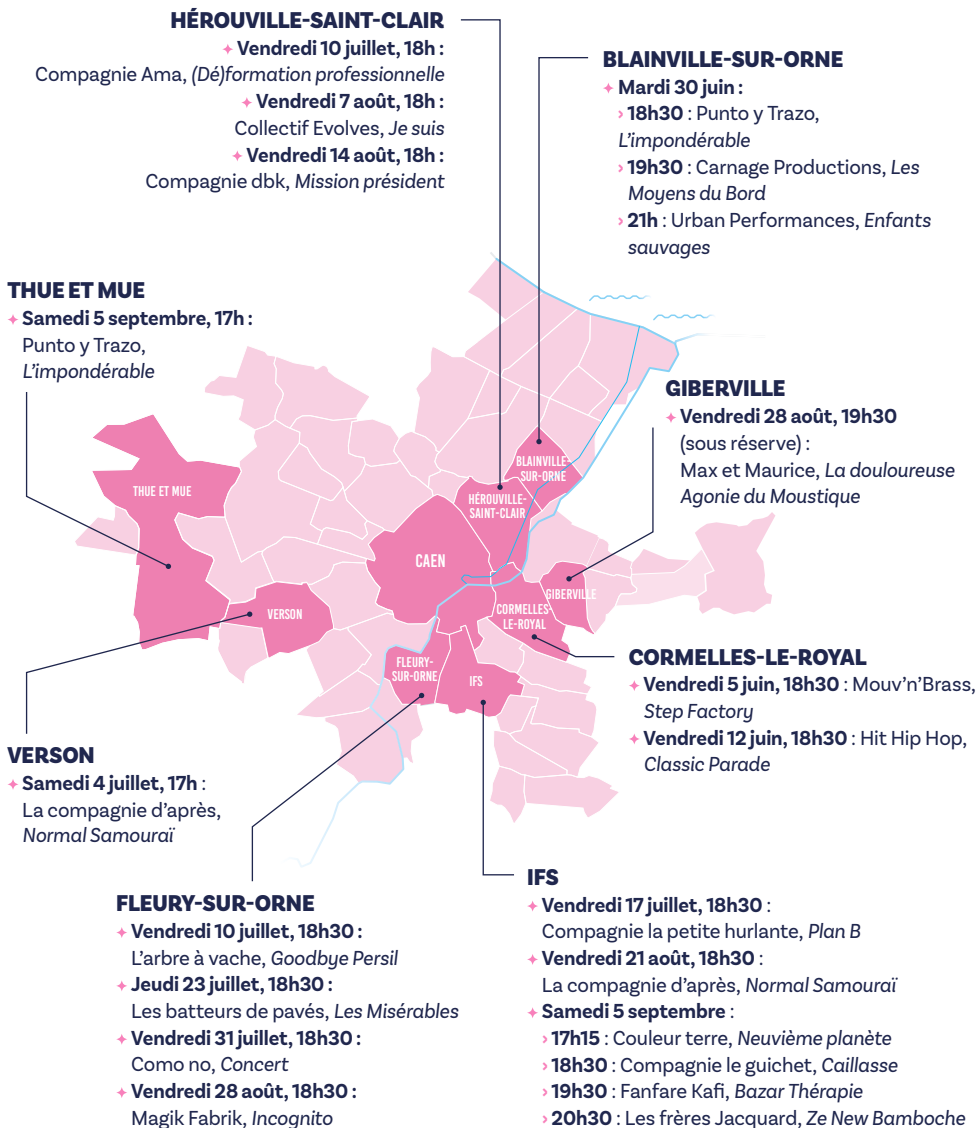 HÉROUVILLE-SAINT-CLAIR
Vendredi 10 juillet, 18h :
Compagnie Ama, (Dé)formation professionnelle
Vendredi 7 août, 18h :
Collectif Evolves, Je suis
Vendredi 14 août, 18h :
Compagnie dbk, Mission président
BLAINVILLE-SUR-ORNE
Mardi 30 juin :
› 18h30 : Punto y Trazo,
L'impondérable
› 19h30 : Carnage Productions, Les
Moyens du Bord
› 21h : Urban Performances, Enfants
sauvages
THUE ET MUE
Samedi 5 septembre, 17h :
Punto y Trazo,
L'impondérable
GIBERVILLE
Vendredi 28 août, 19h30
(sous réserve) :
Max et Maurice, La douloureuse
Agonie du Moustique
THUE ET MUE
BLAINVILLE-
SUR-ORNE
HÉROUVILLE-
SAINT-CLAIR
CAEN
GIBERVILLE
VERSON
CORMELLES-
LE-ROYAL
FLEURY-
SUR-ORNE
IFS
CORMELLES-LE-ROYAL
Vendredi 5 juin, 18h30 : Mouv'n'Brass,
Step Factory
Vendredi 12 juin, 18h30 : Hit Hip Hop,
Classic Parade
VERSON
Samedi 4 juillet, 17h :
La compagnie d'après,
Normal Samouraï
FLEURY-SUR-ORNE
Vendredi 10 juillet, 18h30 :
L'arbre à vache, Goodbye Persil
Jeudi 23 juillet, 18h30 :
Les batteurs de pavés, Les Misérables
Vendredi 31 juillet, 18h30 :
Como no, Concert
Vendredi 28 août, 18h30 :
Magik Fabrik, Incognito
IFS
Vendredi 17 juillet, 18h30 :
Compagnie la petite hurlante, Plan B
Vendredi 21 août, 18h30 :
La compagnie d'après, Normal Samouraï
Samedi 5 septembre :
› 17h15 : Couleur terre, Neuvième planète
› 18h30 : Compagnie le guichet, Caillasse
› 19h30 : Fanfare Kafi, Bazar Thérapie
› 20h30 : Les frères Jacquard, Ze New Bamboche